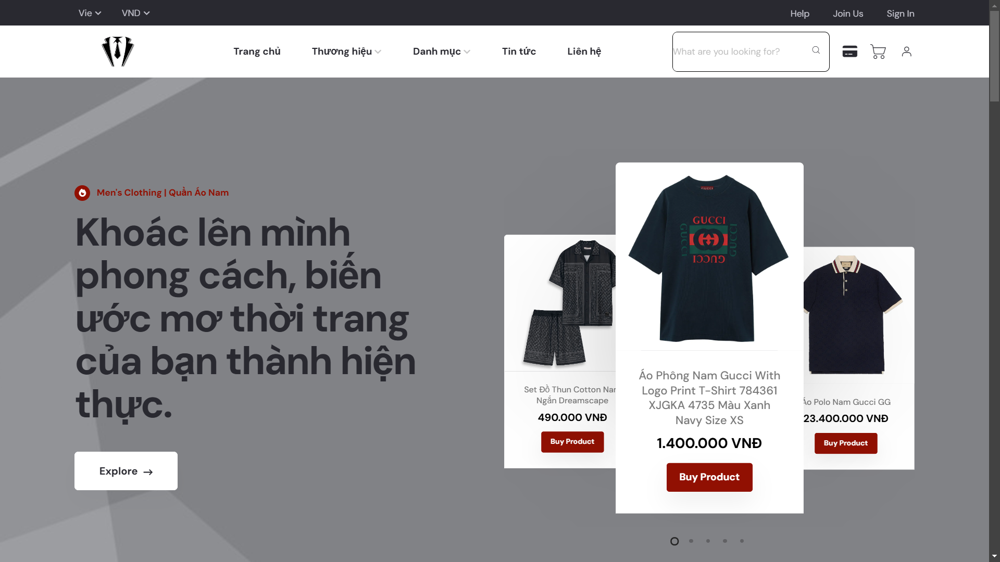 Vie
VND
Help
Join Us
Sign In
Trang chủ
Thương hiệu
Danh mục
Tin tức
Liên hệ
What are you looking for?
Men's Clothing | Quần Áo Nam
Khoác lên mình
phong cách, biến
ước mơ thời trang
của bạn thành hiện
thực.
Explore
GUCCI
GUCCI
GUCCI
GUCCI
GUCCI
Set Đồ Thun Cotton Nam
Ngắn Dreamscape
490.000 VNĐ
Buy Product
Áo Phông Nam Gucci With
Logo Print T-Shirt 784361
XJGKA 4735 Màu Xanh
Navy Size XS
1.400.000 VNĐ
Buy Product
Áo Polo Nam Gucci GG
23.400.000 VNĐ
Buy Product